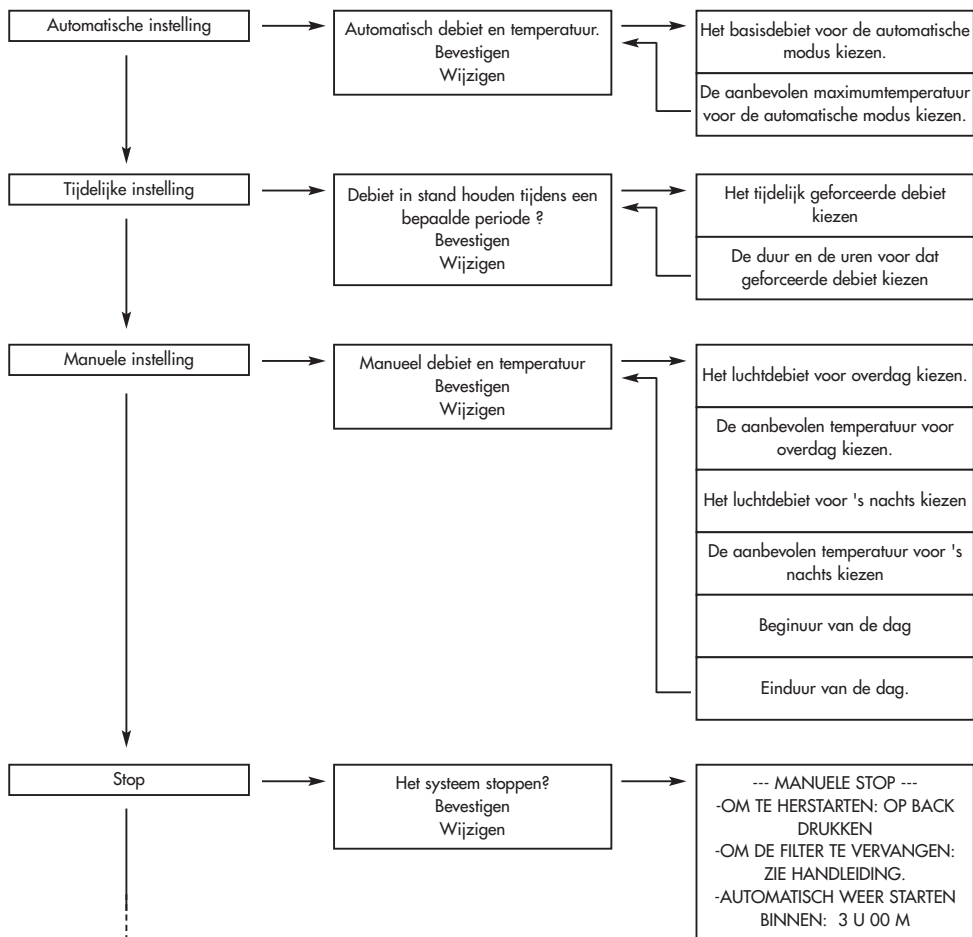 Automatische instelling
Automatisch debiet en temperatuur.
Bevestigen
Wijzigen
Het basisdebiet voor de automatische
modus kiezen.
De aanbevolen maximumtemperatuur
voor de automatische modus kiezen.
Tijdelijke instelling
Debiet in stand houden tijdens een
bepaalde periode ?
Bevestigen
Wijzigen
Het tijdelijk geforceerde debiet
kiezen
De duur en de uren voor dat
geforceerde debiet kiezen
Manuele instelling
Manueel debiet en temperatuur
Bevestigen
Wijzigen
Het luchtdebiet voor overdag kiezen.
De aanbevolen temperatuur voor
overdag kiezen.
Het luchtdebiet voor 's nachts kiezen
De aanbevolen temperatuur voor 's
nachts kiezen
Beginuur van de dag
Einduur van de dag.
Stop
Het systeem stoppen?
Bevestigen
Wijzigen
--- MANUELE STOP ---
-OM TE HERSTARTEN: OP BACK
DRUKKEN
-OM DE FILTER TE VERVANGEN:
ZIE HANDLEIDING.
-AUTOMATISCH WEER STARTEN
BINNEN: 3 U 00 M